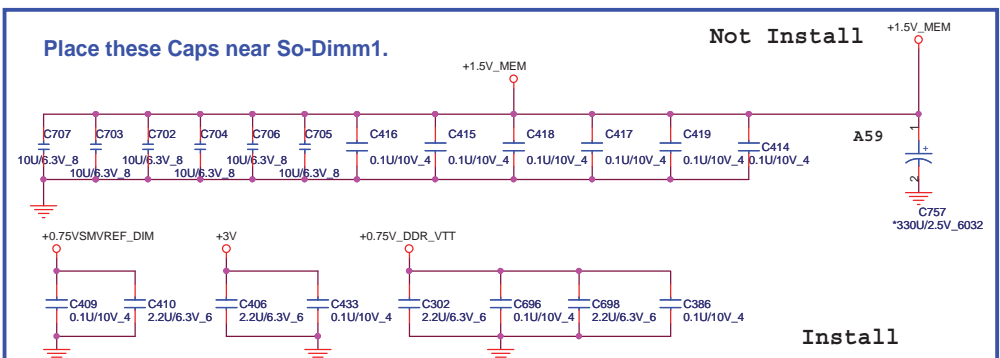 Place these Caps near So-Dimm1.
Not Install
+1.5V_MEM
+1.5V_MEM
C707 C703 C702 C704 C706 C705 C416 C415 C418 C417 C419 C414
10U/6.3V_8 10U/6.3V_8 10U/6.3V_8 0.1U/10V_4 0.1U/10V_4 0.1U/10V_4 0.1U/10V_4 0.1U/10V_4 0.1U/10V_4
10U/6.3V_8 10U/6.3V_8 10U/6.3V_8
A59
1
+
2
C757
*330U/2.5V_6032
+0.75VSMVREF_DIM +3V +0.75V_DDR_VTT
C409 C410 C406 C433 C302 C696 C698 C386
0.1U/10V_4 2.2U/6.3V_6 2.2U/6.3V_6 0.1U/10V_4 2.2U/6.3V_6 0.1U/10V_4 2.2U/6.3V_6 0.1U/10V_4
Install